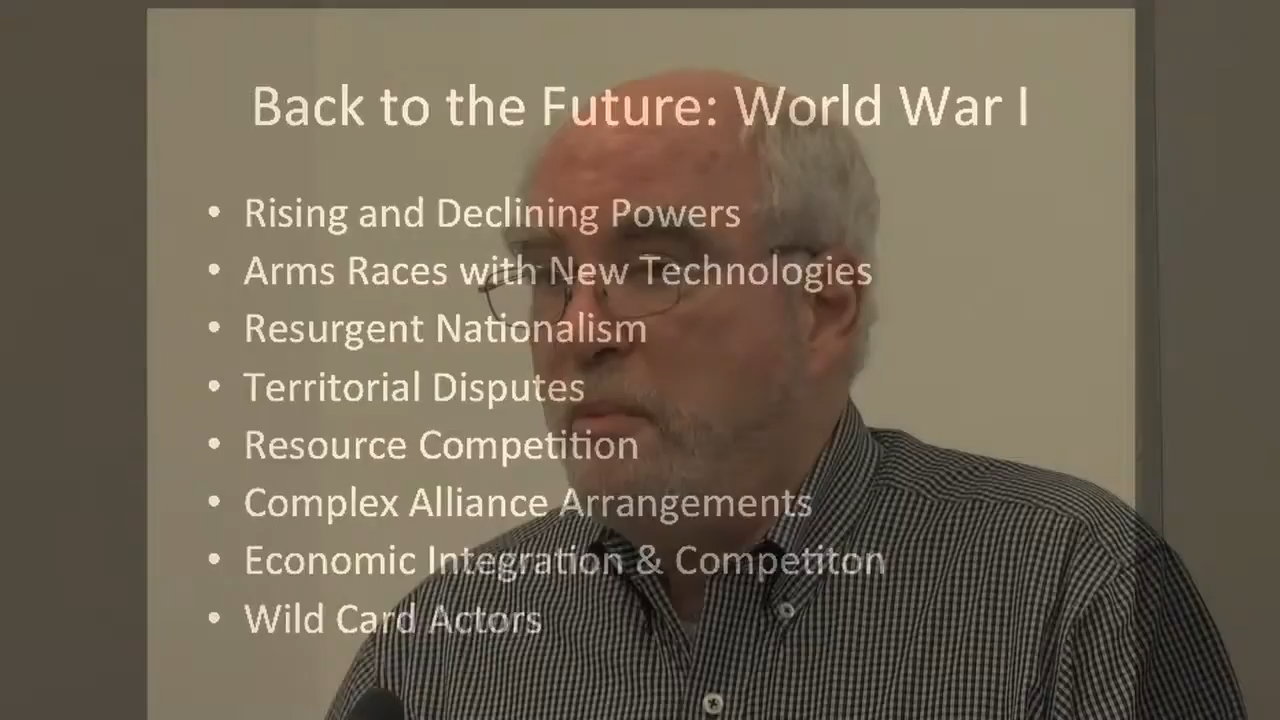 Back to the Future: World War I
• Rising and Declining Powers
• Arms Races with New Technologies
• Resurgent Nationalism
• Territorial Disputes
• Resource Competition
• Complex Alliance Arrangements
• Economic Integration & Competiton
• Wild Card Actors